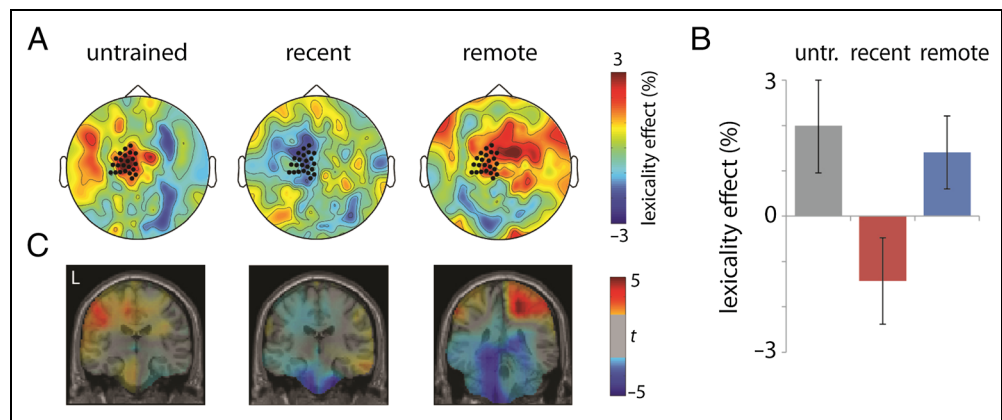 A
untrained
recent
remote
3
lexicality effect (%)
−3
B
untr.
recent
remote
3
0
−3
lexicality effect (%)
C
L
5
t
−5